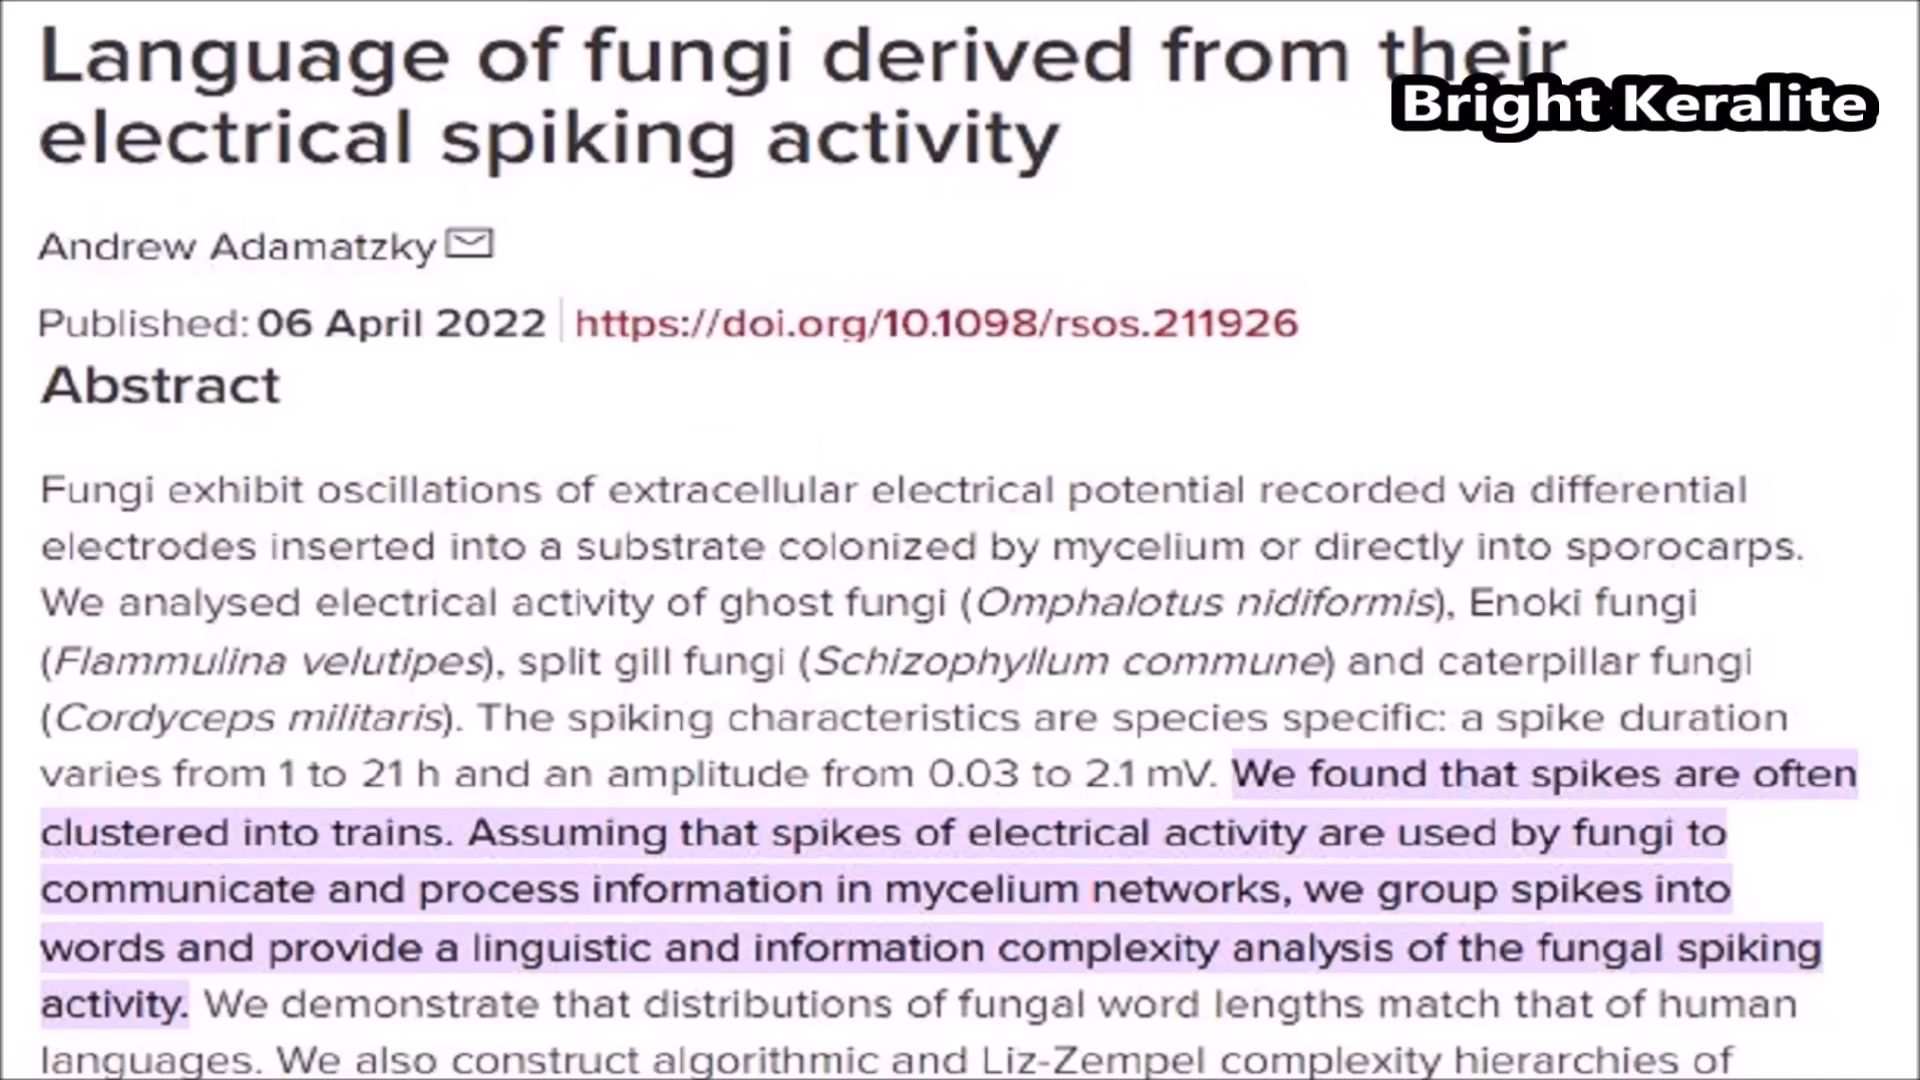 Language of fungi derived from their
electrical spiking activity
Bright Keralite
Andrew Adamatzky
Published: 06 April 2022 https://doi.org/10.1098/rsos.211926
Abstract
Fungi exhibit oscillations of extracellular electrical potential recorded via differential
electrodes inserted into a substrate colonized by mycelium or directly into sporocarps.
We analysed electrical activity of ghost fungi (Omphalotus nidiformis), Enoki fungi
(Flammulina velutipes), split gill fungi (Schizophyllum commune) and caterpillar fungi
(Cordyceps militaris). The spiking characteristics are species specific: a spike duration
varies from 1 to 21 h and an amplitude from 0.03 to 2.1 mV. We found that spikes are often
clustered into trains. Assuming that spikes of electrical activity are used by fungi to
communicate and process information in mycelium networks, we group spikes into
words and provide a linguistic and information complexity analysis of the fungal spiking
activity. We demonstrate that distributions of fungal word lengths match that of human
languages. We also construct algorithmic and Liz-Zempel complexity hierarchies of